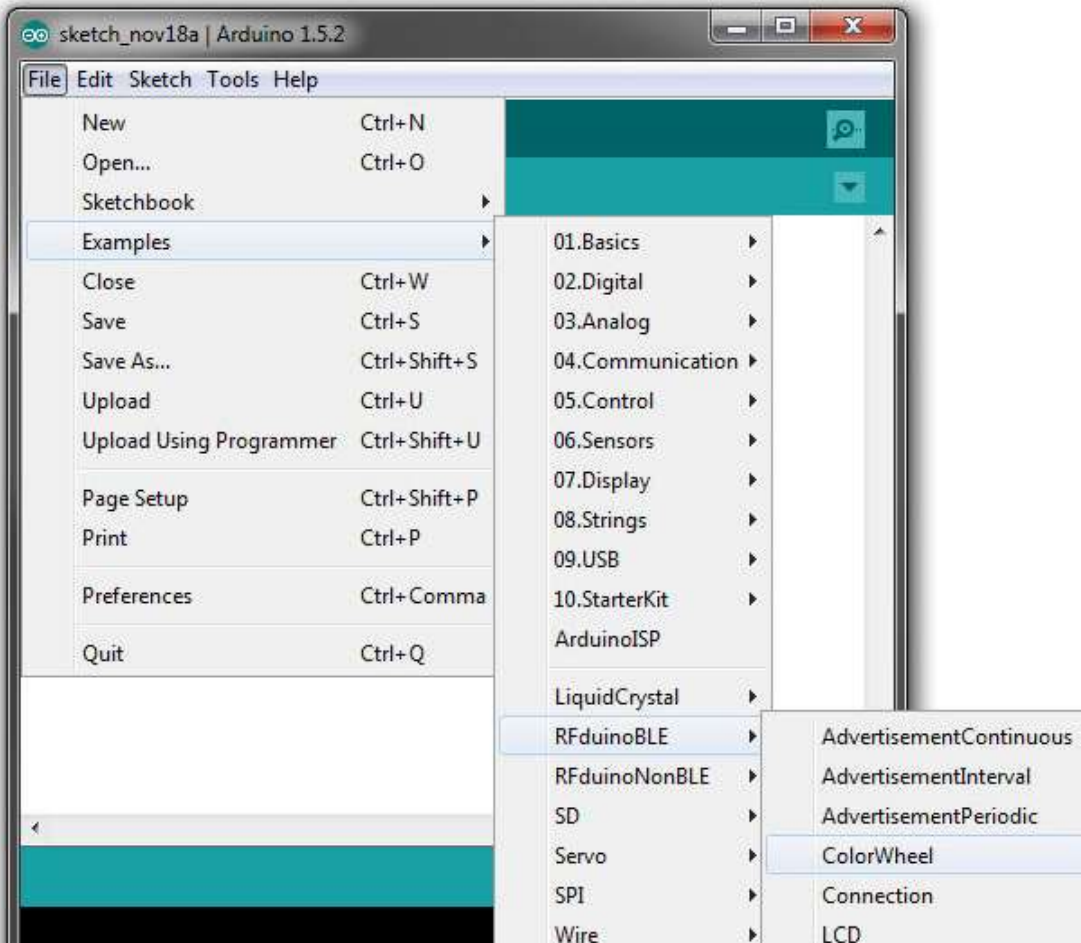 sketch_nov18a | Arduino 1.5.2
File Edit Sketch Tools Help
New Ctrl+N
Open... Ctrl+O
Sketchbook
Examples
Close Ctrl+W
Save Ctrl+S
Save As... Ctrl+Shift+S
Upload Ctrl+U
Upload Using Programmer Ctrl+Shift+U
Page Setup Ctrl+Shift+P
Print Ctrl+P
Preferences Ctrl+Comma
Quit Ctrl+Q
01.Basics
02.Digital
03.Analog
04.Communication
05.Control
06.Sensors
07.Display
08.Strings
09.USB
10.StarterKit
ArduinoISP
LiquidCrystal
RFduinoBLE
RFduinoNonBLE
SD
Servo
SPI
Wire
AdvertisementContinuous
AdvertisementInterval
AdvertisementPeriodic
ColorWheel
Connection
LCD